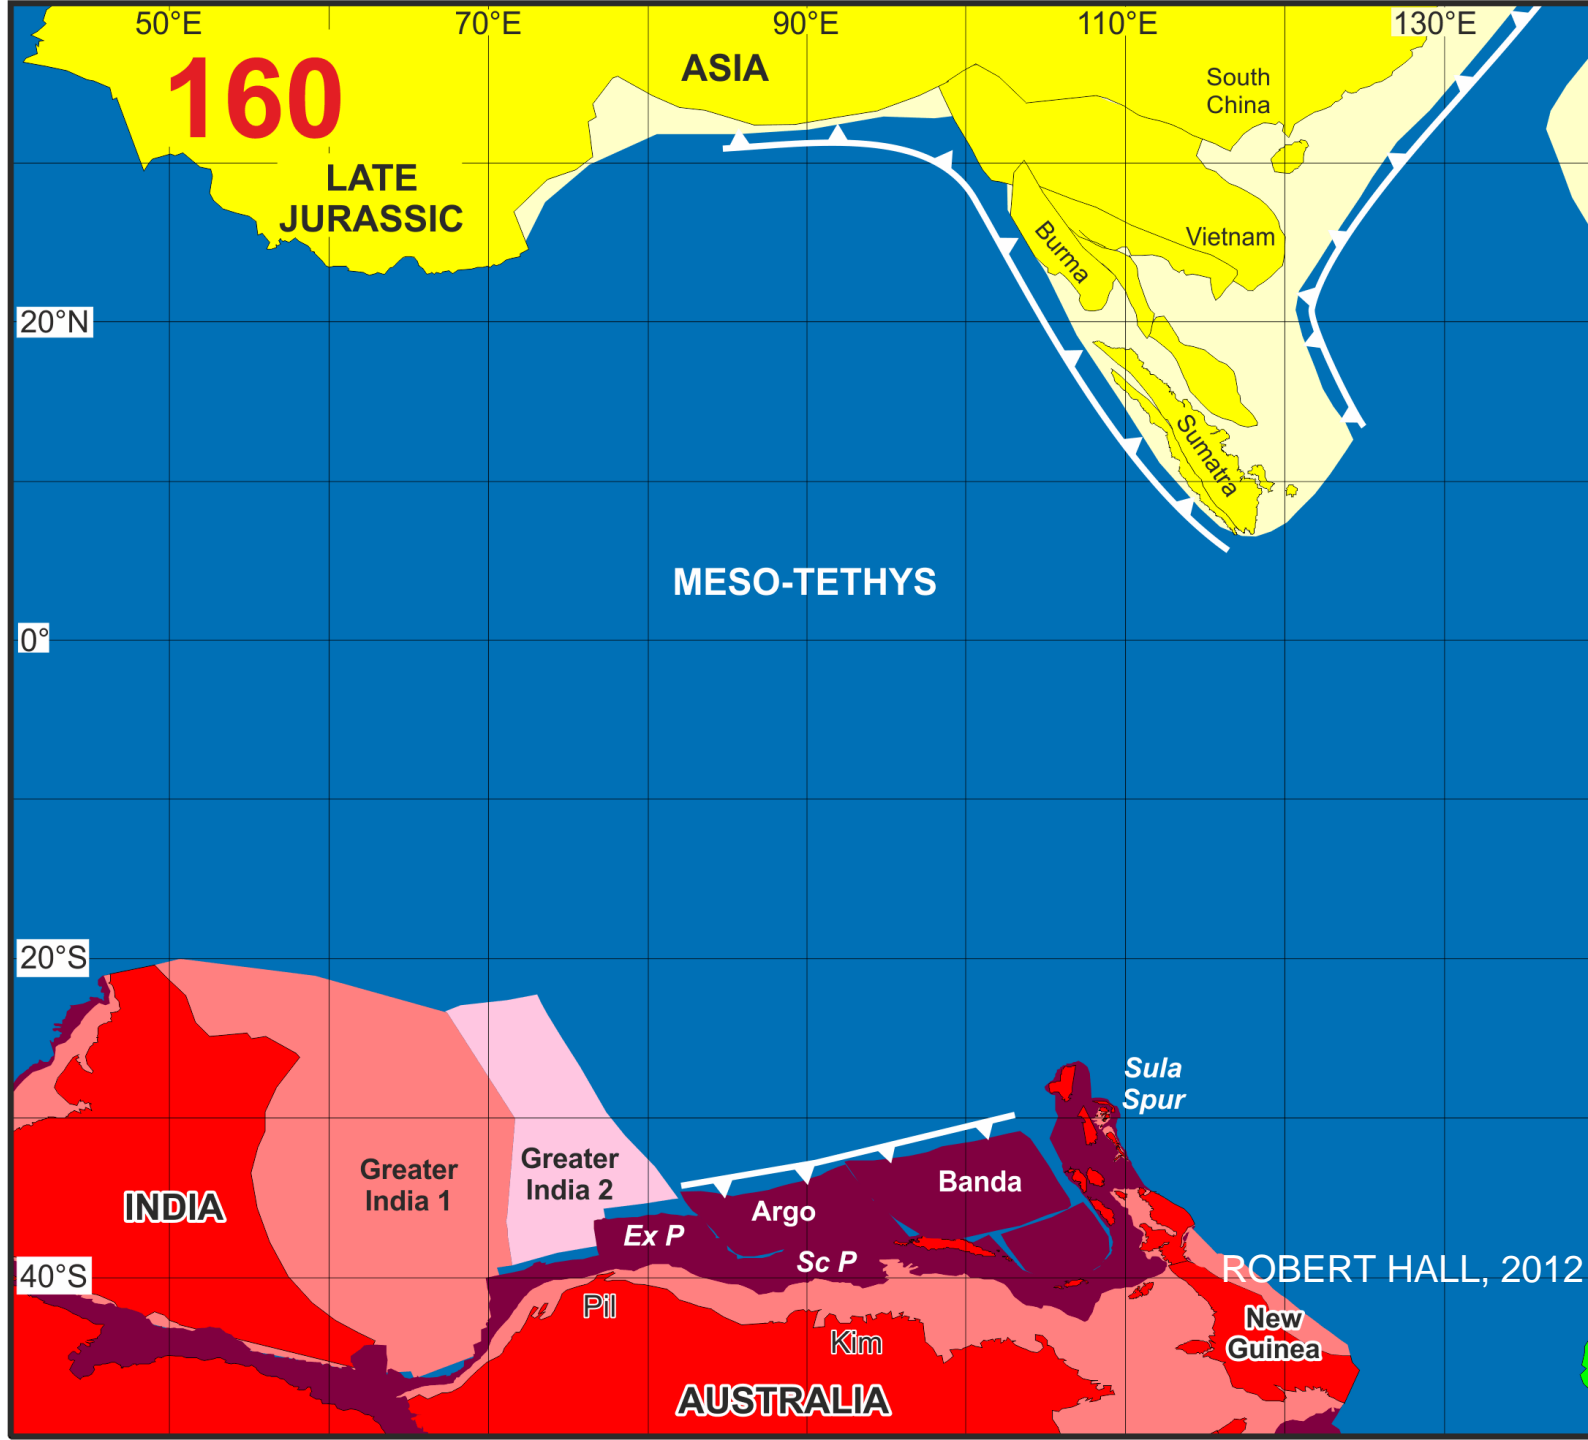 50°E
70°E
90°E
110°E
130°E
160
ASIA
South
China
LATE
JURASSIC
Burma
Vietnam
20°N
Sumatra
MESO-TETHYS
0°
20°S
Sula
Spur
Greater
India 1
Greater
India 2
INDIA
Banda
Argo
Ex P
Sc P
40°S
ROBERT HALL, 2012
Pil
Kim
New
Guinea
AUSTRALIA